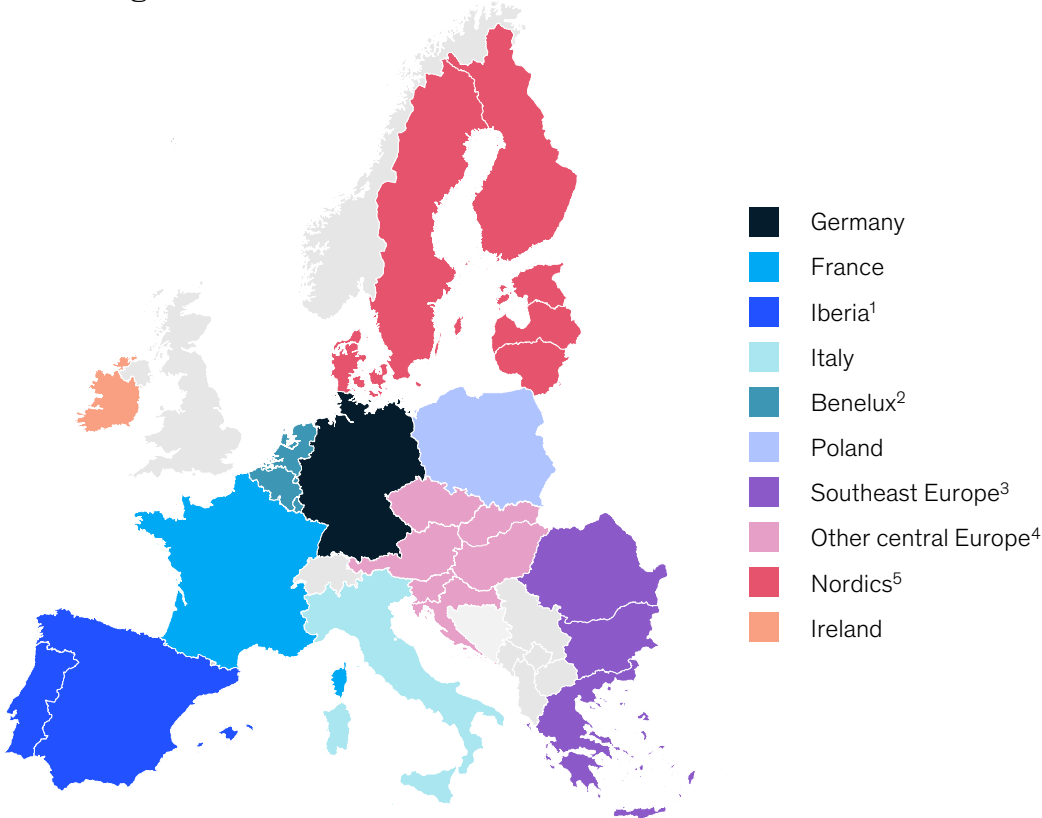 Germany
France
Iberia¹
Italy
Benelux²
Poland
Southeast Europe³
Other central Europe⁴
Nordics⁵
Ireland